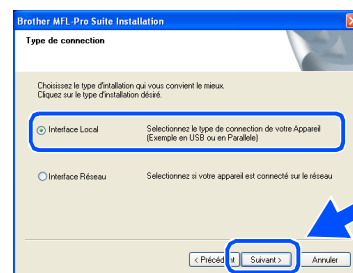 Brother MFL-Pro Suite Installation
Type de connection
Choisissez le type d'intallation qui vous convient le mieux.
Cliquez sur le type d'installation désiré.
Interface Local
Selectionnez le type de connection de votre Appareil
(Exemple en USB ou en Parallele)
Interface Réseau
Selectionnez si votre appareil est connecté sur le réseau
< Précédent
Suivant >
Annuler